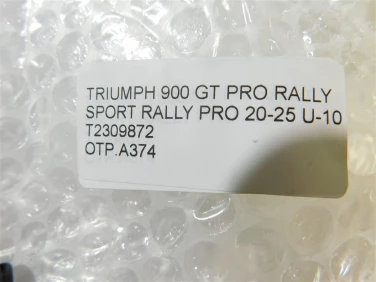 TRIUMPH 900 GT PRO RALLY
SPORT RALLY PRO 20-25 U-10
T2309872
OTP.A374